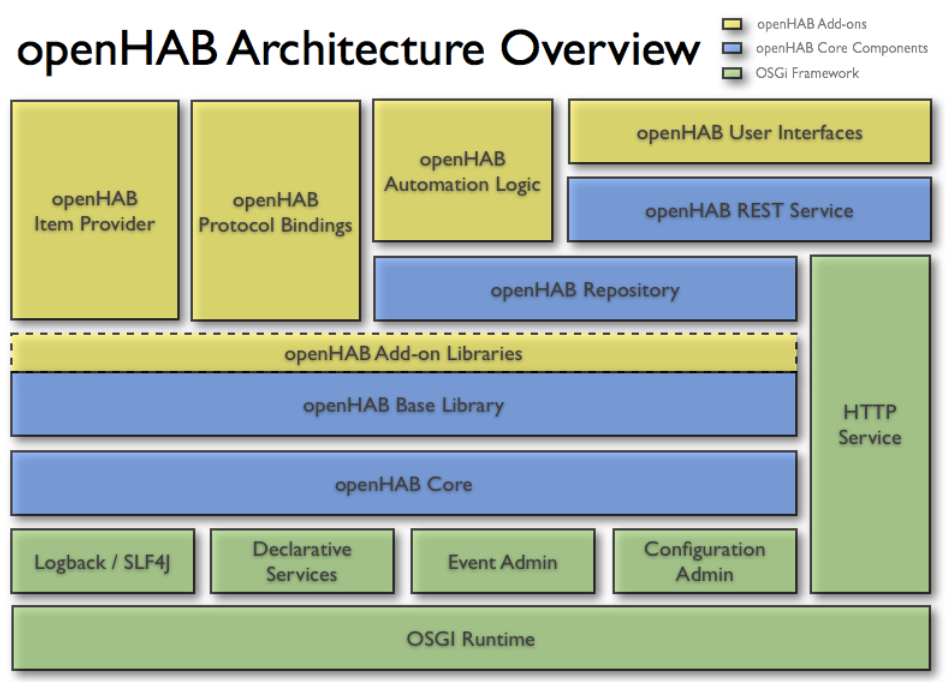 openHAB Architecture Overview
openHAB Add-ons
openHAB Core Components
OSGi Framework
openHAB
Item Provider
openHAB
Protocol Bindings
openHAB
Automation Logic
openHAB User Interfaces
openHAB REST Service
openHAB Repository
openHAB Add-on Libraries
openHAB Base Library
HTTP
Service
openHAB Core
Logback / SLF4J
Declarative
Services
Event Admin
Configuration
Admin
OSGI Runtime